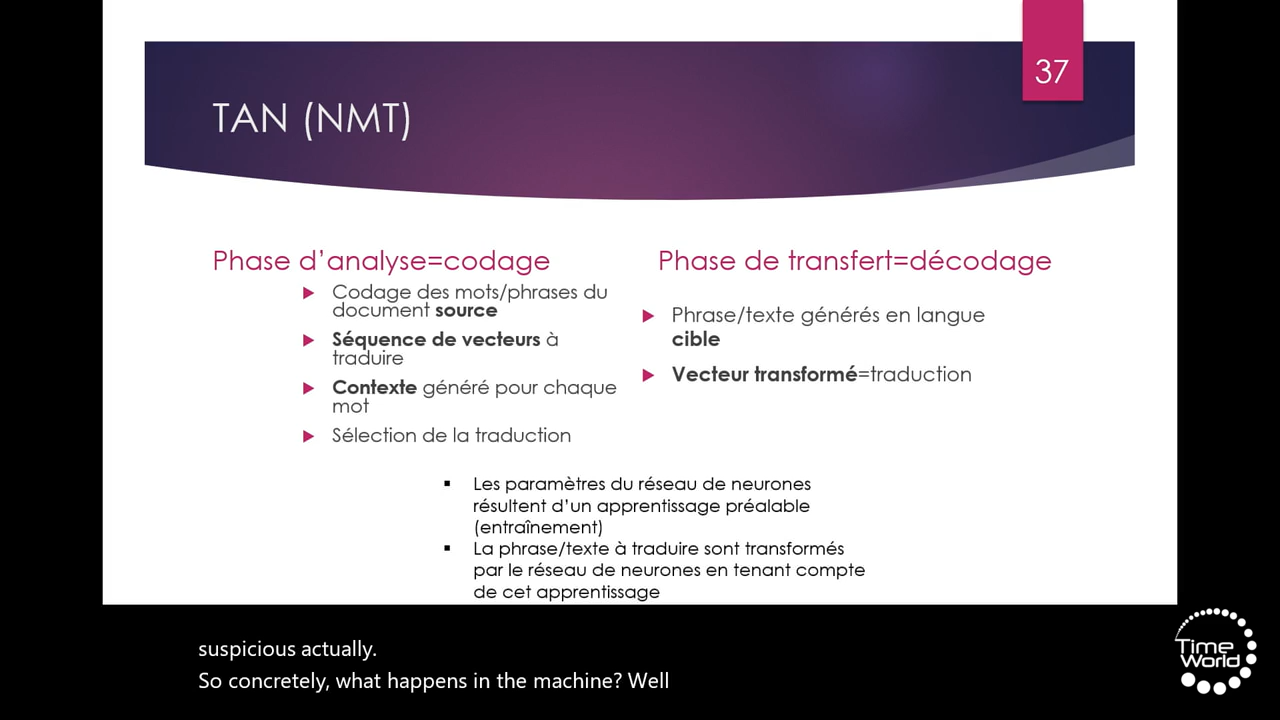 37
TAN (NMT)
Phase d'analyse=codage
Codage des mots/phrases du
document source
Séquence de vecteurs à
traduire
Contexte généré pour chaque
mot
Sélection de la traduction
Phase de transfert=décodage
Phrase/texte générés en langue
cible
Vecteur transformé=traduction
Les paramètres du réseau de neurones
résultent d'un apprentissage préalable
(entraînement)
La phrase/texte à traduire sont transformés
par le réseau de neurones en tenant compte
de cet apprentissage
suspicious actually.
So concretely, what happens in the machine? Well
Time
World